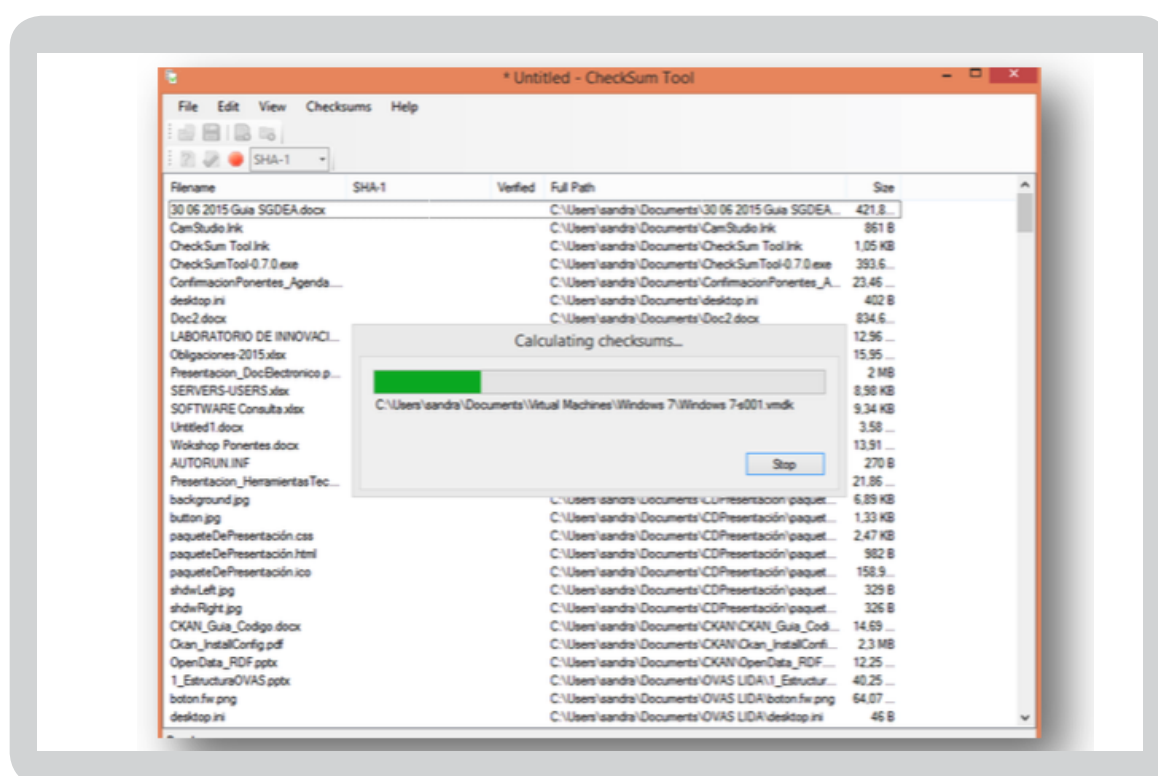 * Untitled - CheckSum Tool
File Edit View Checksums Help
SHA-1
Filename SHA-1 Verified Full Path Size
30 06 2015 Guia SGDEA.docx C:\Users\sandra\Documents\30 06 2015 Guia SGDEA... 421,8...
CamStudio.lnk C:\Users\sandra\Documents\CamStudio.lnk 861 B
CheckSum Tool.lnk C:\Users\sandra\Documents\CheckSum Tool.lnk 1,05 KB
CheckSumTool-0.7.0.exe C:\Users\sandra\Documents\CheckSumTool-0.7.0.exe 393,6...
ConfirmacionPonentes_Agenda.... C:\Users\sandra\Documents\ConfirmacionPonentes_A... 23,46 ...
desktop.ini C:\Users\sandra\Documents\desktop.ini 402 B
Doc2.docx C:\Users\sandra\Documents\Doc2.docx 834,6...
LABORATORIO DE INNOVACI... 12,96 ...
Obligaciones-2015.xlsx 15,95 ...
Presentacion_DocElectronico.p... 2 MB
SERVERS-USERS.xlsx 8,98 KB
SOFTWARE Consulta.xlsx 9,34 KB
Untitled1.docx 3,58 ...
Wokshop Ponentes.docx 13,91 ...
AUTORUN.INF 270 B
Presentacion_HerramientasTec... 21,86 ...
Calculating checksums...
C:\Users\sandra\Documents\Virtual Machines\Windows 7\Windows 7-s001.vmdk
Stop
background.jpg C:\Users\sandra\Documents\CDPresentación\paquet... 6,89 KB
button.jpg C:\Users\sandra\Documents\CDPresentación\paquet... 1,33 KB
paqueteDePresentación.css C:\Users\sandra\Documents\CDPresentación\paquet... 2,47 KB
paqueteDePresentación.html C:\Users\sandra\Documents\CDPresentación\paquet... 982 B
paqueteDePresentación.ico C:\Users\sandra\Documents\CDPresentación\paquet... 158,9...
shdwLeft.jpg C:\Users\sandra\Documents\CDPresentación\paquet... 329 B
shdwRight.jpg C:\Users\sandra\Documents\CDPresentación\paquet... 326 B
CKAN_Guia_Codigo.docx C:\Users\sandra\Documents\CKAN\CKAN_Guia_Codi... 14,69 ...
Ckan_InstallConfig.pdf C:\Users\sandra\Documents\CKAN\Ckan_InstallConfi... 2,3 MB
OpenData_RDF.pptx C:\Users\sandra\Documents\CKAN\OpenData_RDF.... 12,25 ...
1_EstructuraOVAS.pptx C:\Users\sandra\Documents\OVAS LIDA\1_Estructur... 40,25 ...
boton.fw.png C:\Users\sandra\Documents\OVAS LIDA\boton.fw.png 64,07 ...
desktop.ini C:\Users\sandra\Documents\OVAS LIDA\desktop.ini 46 B